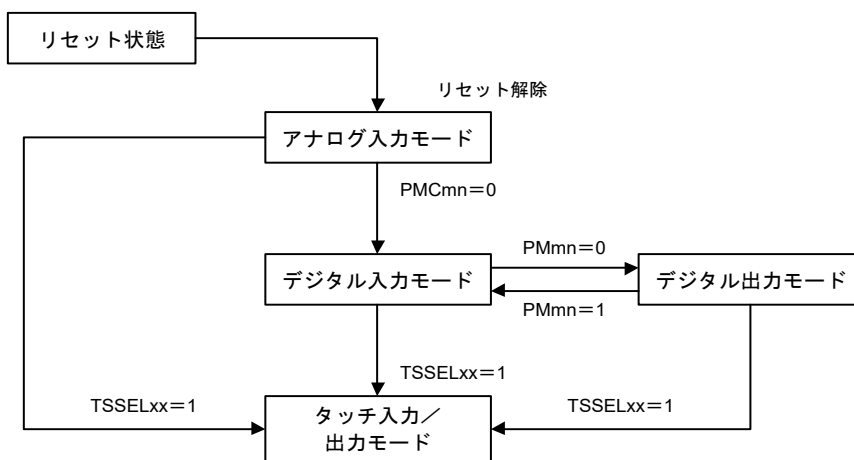 リセット状態
リセット解除
アナログ入力モード
PMCmn＝0
デジタル入力モード
PMmn＝0
PMmn＝1
デジタル出力モード
TSSELxx＝1
TSSELxx＝1
TSSELxx＝1
タッチ入力／
出力モード